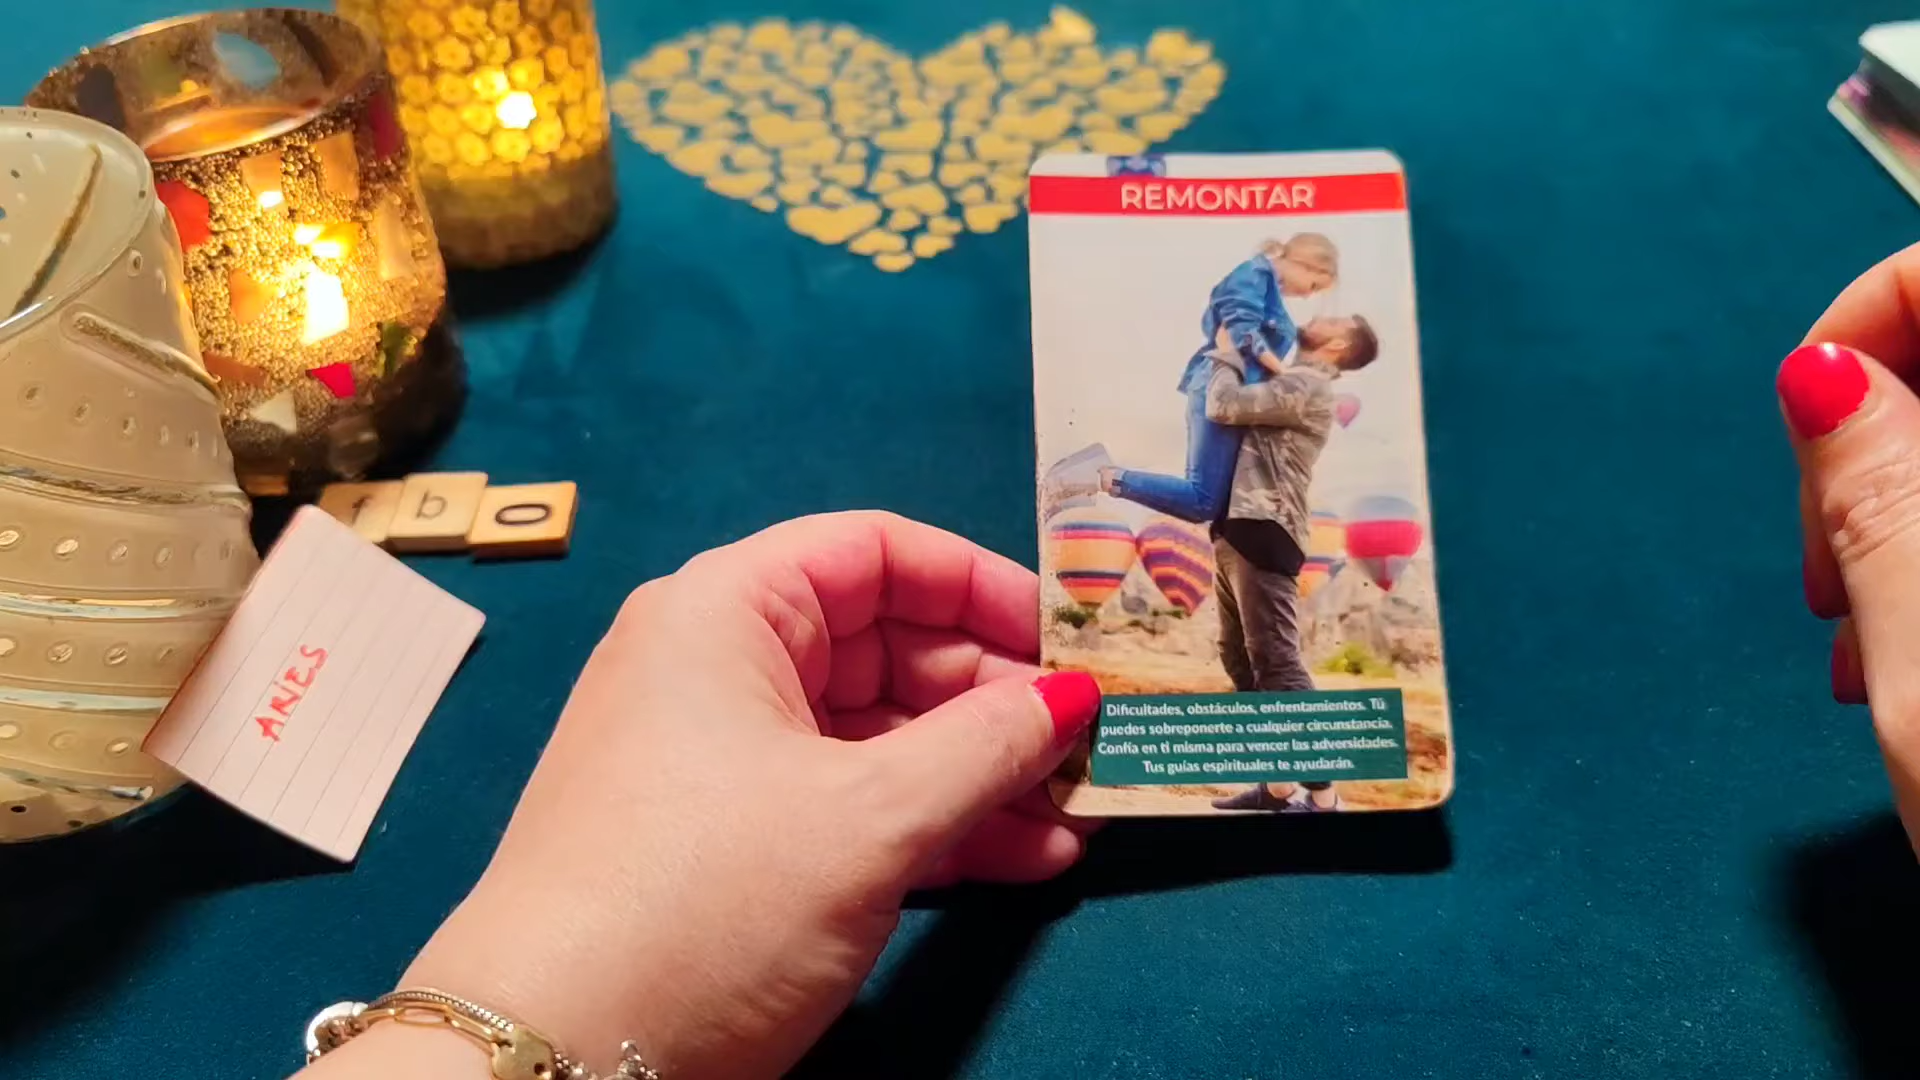 REMONTAR
f b o
ARIES
Dificultades, obstáculos, enfrentamientos. Tú
puedes sobreponerte a cualquier circunstancia.
Confía en ti misma para vencer las adversidades.
Tus guías espirituales te ayudarán.